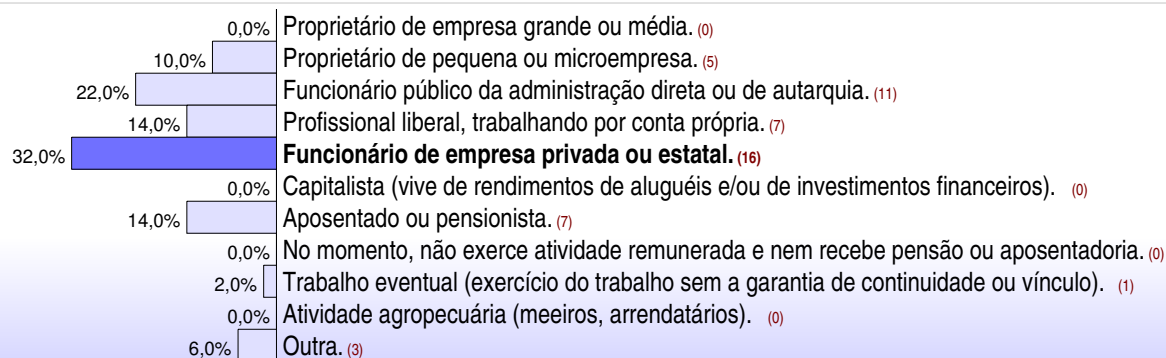 0,0% Proprietário de empresa grande ou média. (0)
10,0% Proprietário de pequena ou microempresa. (5)
22,0% Funcionário público da administração direta ou de autarquia. (11)
14,0% Profissional liberal, trabalhando por conta própria. (7)
32,0% Funcionário de empresa privada ou estatal. (16)
0,0% Capitalista (vive de rendimentos de aluguéis e/ou de investimentos financeiros). (0)
14,0% Aposentado ou pensionista. (7)
0,0% No momento, não exerce atividade remunerada e nem recebe pensão ou aposentadoria. (0)
2,0% Trabalho eventual (exercício do trabalho sem a garantia de continuidade ou vínculo). (1)
0,0% Atividade agropecuária (meeiros, arrendatários). (0)
6,0% Outra. (3)